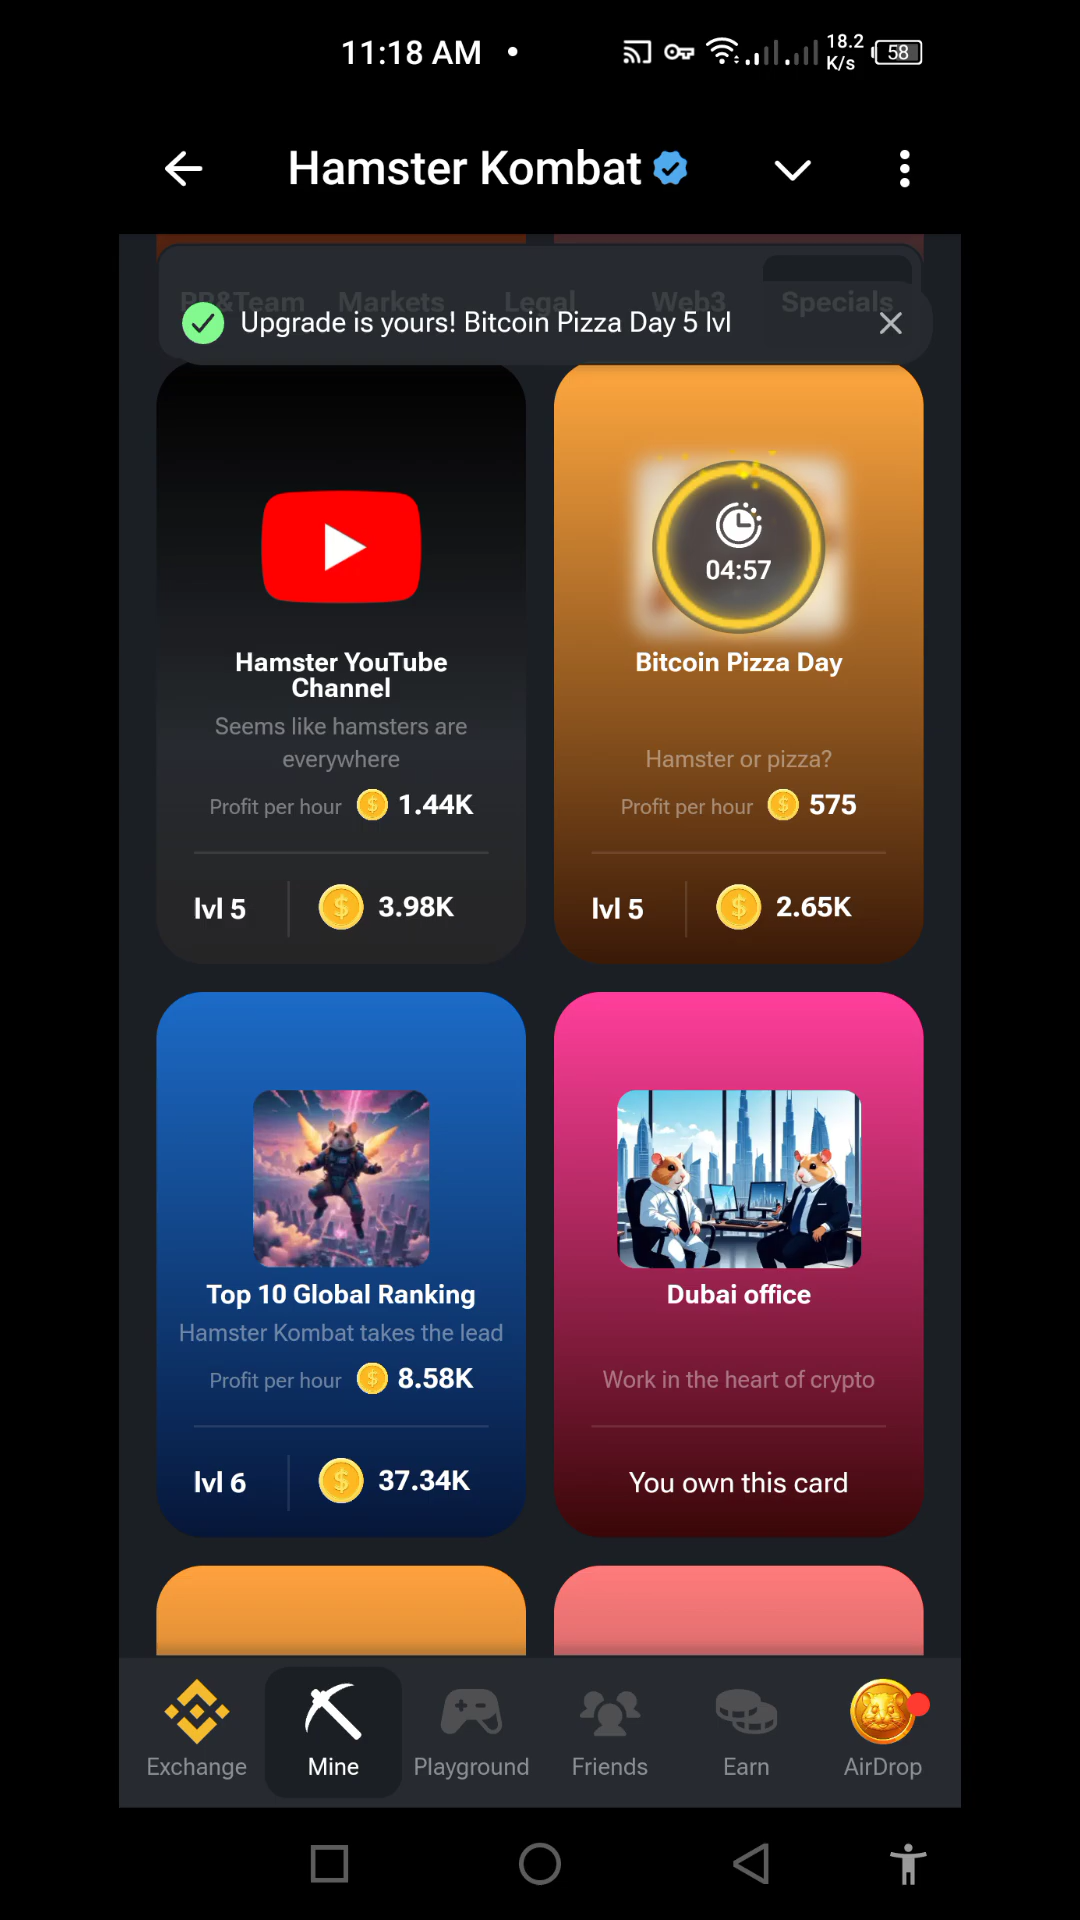 11:18 AM
18.2
K/s
58
Hamster Kombat
PR&Team Markets Legal Web3 Specials
Upgrade is yours! Bitcoin Pizza Day 5 lvl
Hamster YouTube
Channel
Seems like hamsters are
everywhere
Profit per hour 1.44K
lvl 5 3.98K
04:57
Bitcoin Pizza Day
Hamster or pizza?
Profit per hour 575
lvl 5 2.65K
Top 10 Global Ranking
Hamster Kombat takes the lead
Profit per hour 8.58K
lvl 6 37.34K
Dubai office
Work in the heart of crypto
You own this card
Exchange Mine Playground Friends Earn AirDrop